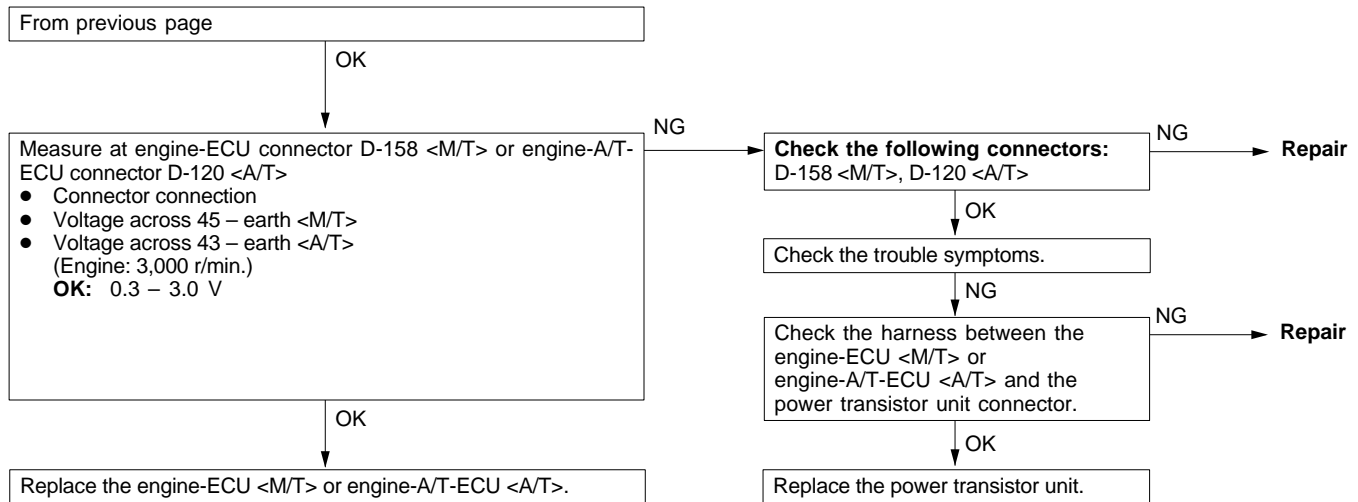 From previous page
OK
Measure at engine-ECU connector D-158 <M/T> or engine-A/T-
ECU connector D-120 <A/T>
● Connector connection
● Voltage across 45 – earth <M/T>
● Voltage across 43 – earth <A/T>
(Engine: 3,000 r/min.)
OK: 0.3 – 3.0 V
NG
Check the following connectors:
D-158 <M/T>, D-120 <A/T>
NG
Repair
OK
Check the trouble symptoms.
NG
Check the harness between the
engine-ECU <M/T> or
engine-A/T-ECU <A/T> and the
power transistor unit connector.
NG
Repair
OK
Replace the engine-ECU <M/T> or engine-A/T-ECU <A/T>.
OK
Replace the power transistor unit.